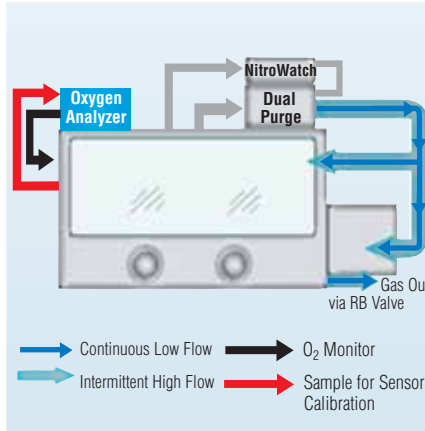 NitroWatch
Oxygen
Analyzer
Dual
Purge
Gas Ou
via RB Valve
Continuous Low Flow
O₂ Monitor
Intermittent High Flow
Sample for Sensor
Calibration